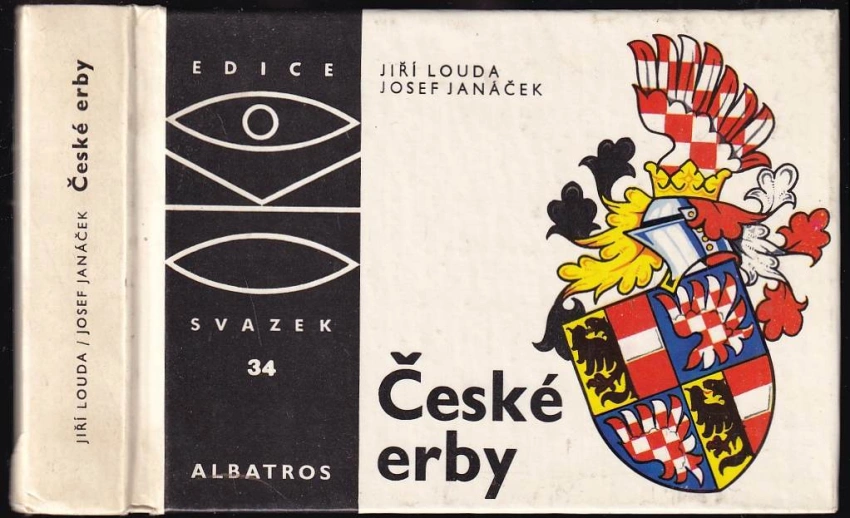 JIŘÍ LOUDA / JOSEF JANÁČEK České erby
EDICE
SVAZEK
34
ALBATROS
JIŘÍ LOUDA
JOSEF JANÁČEK
České
erby